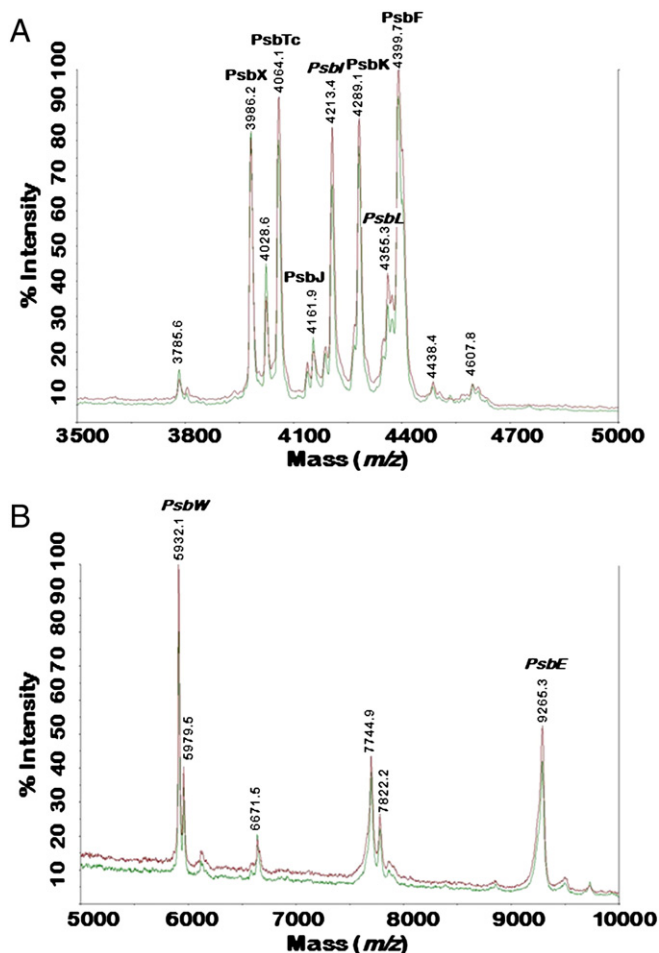 A
PsbX PsbTc PsbI PsbK PsbF
3785.6 3986.2 4028.6 4064.1 4161.9 4213.4 4289.1 4355.3 4399.7 4438.4 4607.8
PsbJ PsbL
% Intensity
100
90
80
70
60
50
40
30
20
10
3500 3800 4100 4400 4700 5000
Mass (m/z)
B
PsbW PsbE
5932.1 5979.5 6671.5 7744.9 7822.2 9265.3
% Intensity
100
90
80
70
60
50
40
30
20
10
5000 6000 7000 8000 9000 10000
Mass (m/z)